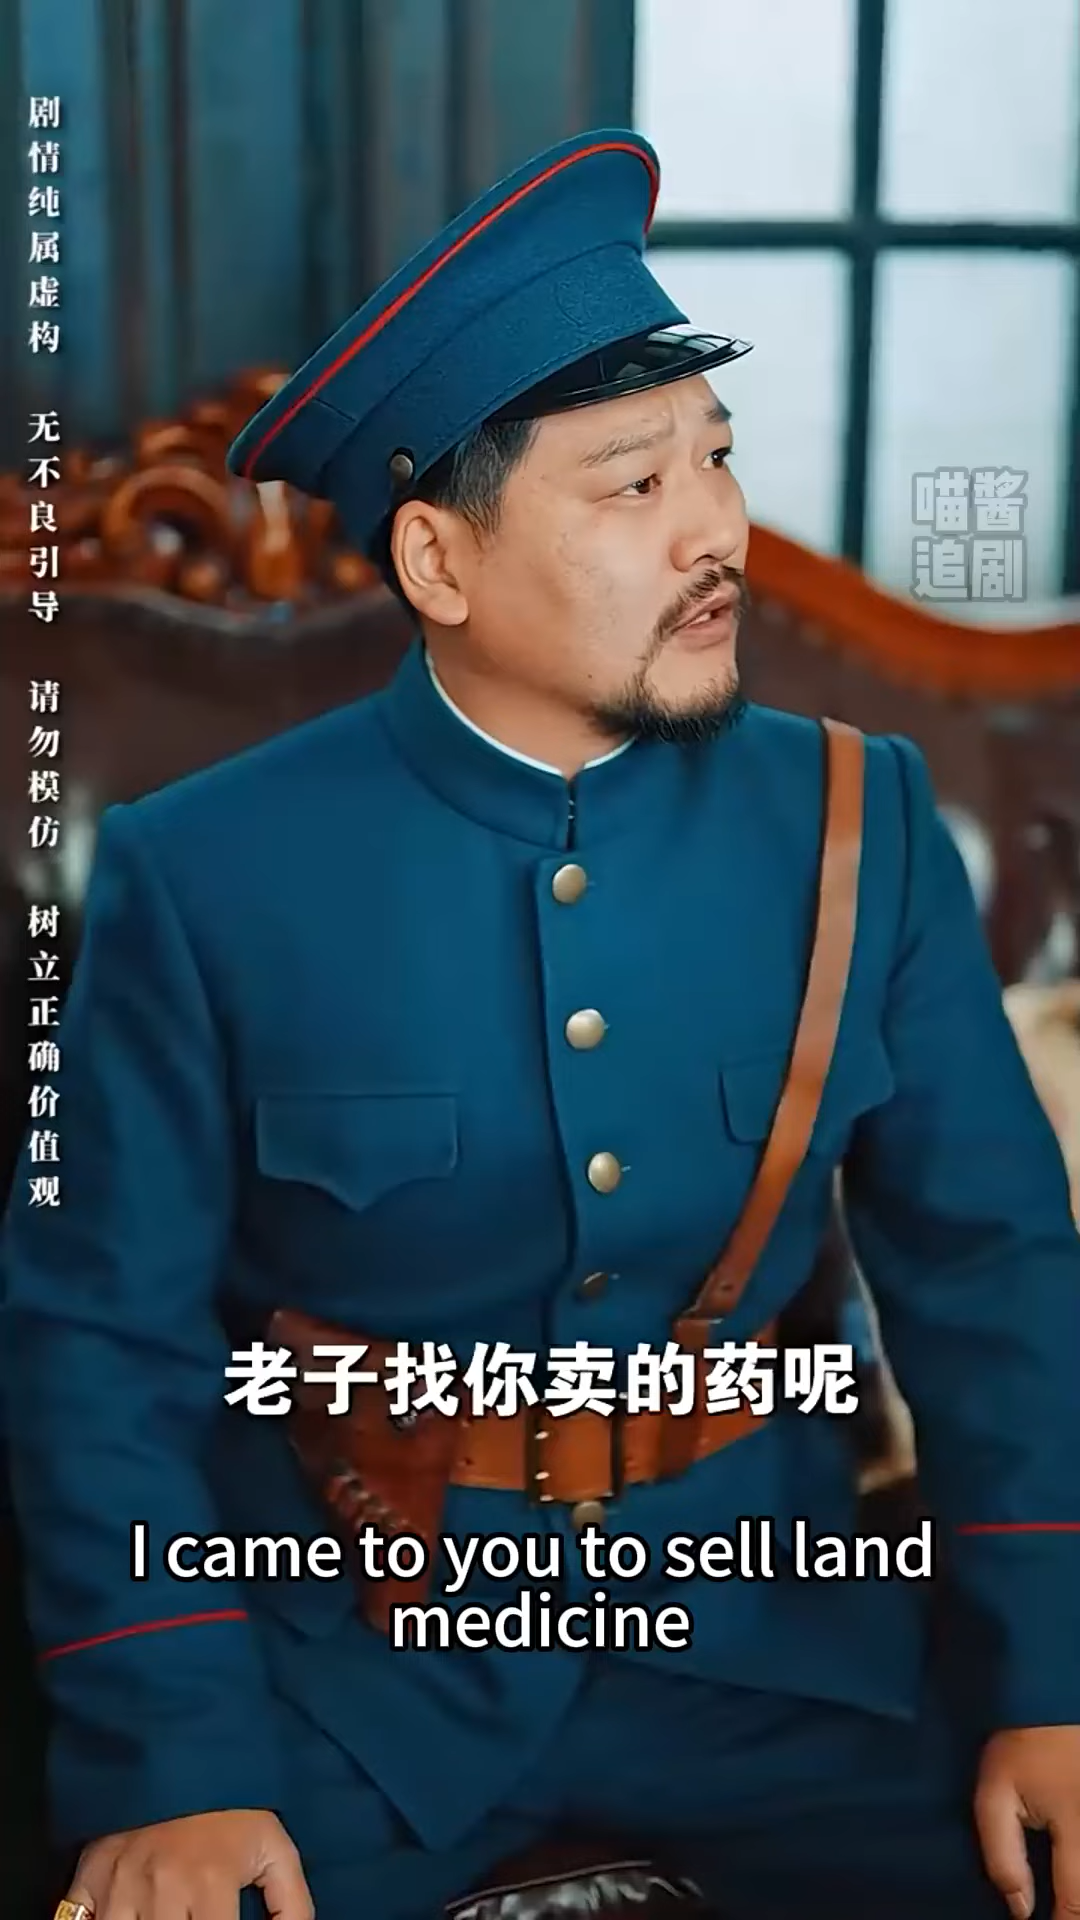 剧情纯属虚构 无不良引导 请勿模仿 树立正确价值观
喵酱
追剧
老子找你卖的药呢
I came to you to sell land
medicine